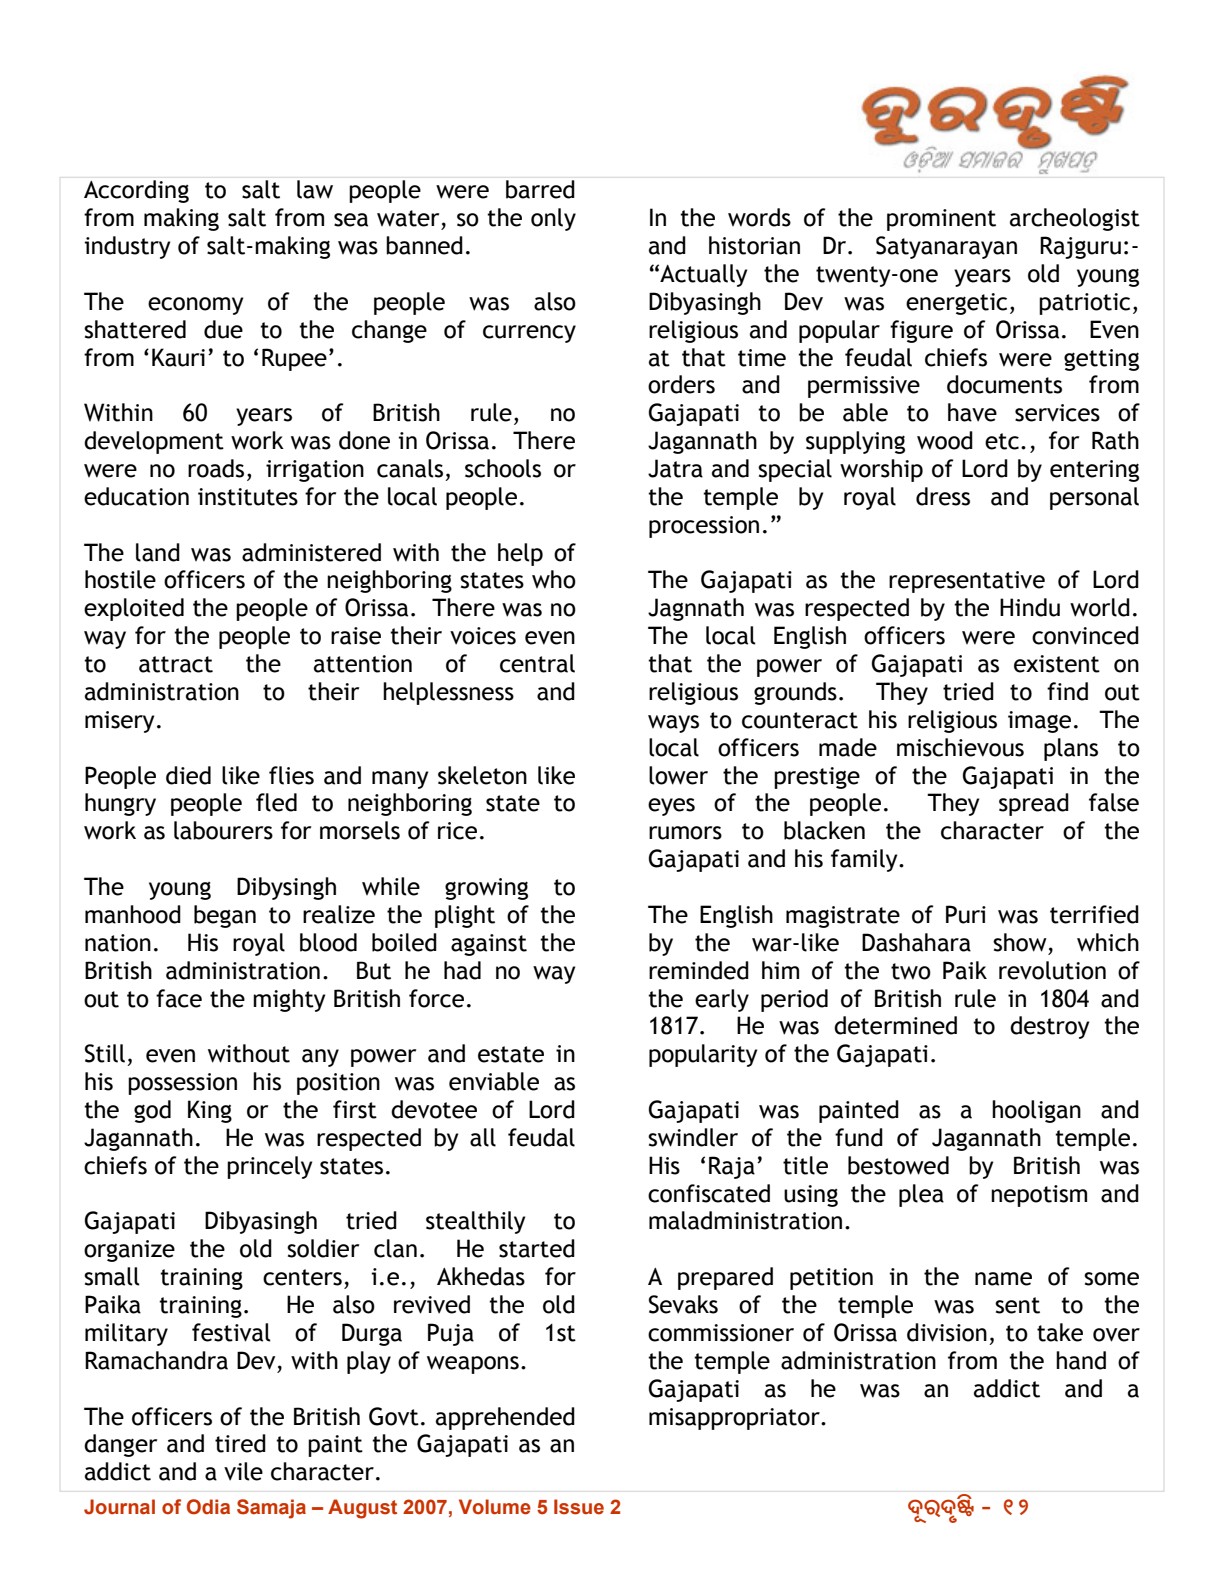 ଦୂରଦୃଷ୍ଟି
ଓଡ଼ିଆ ସମାଜର ମୁଖପତ୍ର
According to salt law people were barred
from making salt from sea water, so the only
industry of salt-making was banned.
The economy of the people was also
shattered due to the change of currency
from ‘Kauri’ to ‘Rupee’.
Within 60 years of British rule, no
development work was done in Orissa. There
were no roads, irrigation canals, schools or
education institutes for the local people.
The land was administered with the help of
hostile officers of the neighboring states who
exploited the people of Orissa. There was no
way for the people to raise their voices even
to attract the attention of central
administration to their helplessness and
misery.
People died like flies and many skeleton like
hungry people fled to neighboring state to
work as labourers for morsels of rice.
The young Dibysingh while growing to
manhood began to realize the plight of the
nation. His royal blood boiled against the
British administration. But he had no way
out to face the mighty British force.
Still, even without any power and estate in
his possession his position was enviable as
the god King or the first devotee of Lord
Jagannath. He was respected by all feudal
chiefs of the princely states.
Gajapati Dibyasingh tried stealthily to
organize the old soldier clan. He started
small training centers, i.e., Akhedas for
Paika training. He also revived the old
military festival of Durga Puja of 1st
Ramachandra Dev, with play of weapons.
The officers of the British Govt. apprehended
danger and tired to paint the Gajapati as an
addict and a vile character.
In the words of the prominent archeologist
and historian Dr. Satyanarayan Rajguru:-
“Actually the twenty-one years old young
Dibyasingh Dev was energetic, patriotic,
religious and popular figure of Orissa. Even
at that time the feudal chiefs were getting
orders and permissive documents from
Gajapati to be able to have services of
Jagannath by supplying wood etc., for Rath
Jatra and special worship of Lord by entering
the temple by royal dress and personal
procession.”
The Gajapati as the representative of Lord
Jagnnath was respected by the Hindu world.
The local English officers were convinced
that the power of Gajapati as existent on
religious grounds. They tried to find out
ways to counteract his religious image. The
local officers made mischievous plans to
lower the prestige of the Gajapati in the
eyes of the people. They spread false
rumors to blacken the character of the
Gajapati and his family.
The English magistrate of Puri was terrified
by the war-like Dashahara show, which
reminded him of the two Paik revolution of
the early period of British rule in 1804 and
1817. He was determined to destroy the
popularity of the Gajapati.
Gajapati was painted as a hooligan and
swindler of the fund of Jagannath temple.
His ‘Raja’ title bestowed by British was
confiscated using the plea of nepotism and
maladministration.
A prepared petition in the name of some
Sevaks of the temple was sent to the
commissioner of Orissa division, to take over
the temple administration from the hand of
Gajapati as he was an addict and a
misappropriator.
Journal of Odia Samaja – August 2007, Volume 5 Issue 2
ଦୂରଦୃଷ୍ଟି - ୧୨